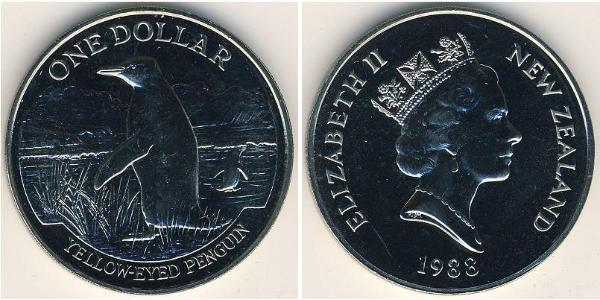 ONE DOLLAR
YELLOW-EYED PENGUIN
ELIZABETH II
NEW ZEALAND
1988